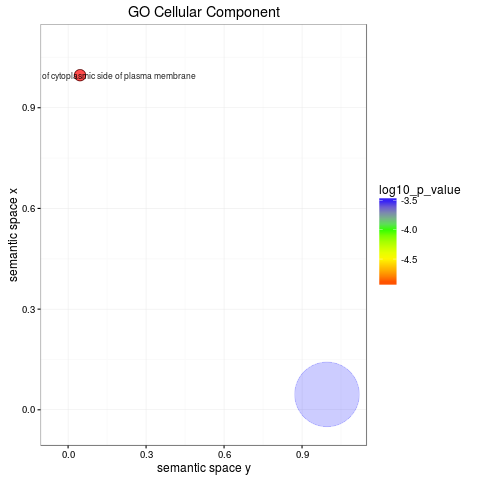 GO Cellular Component
of cytoplasmic side of plasma membrane
0.9
0.6
0.3
0.0
semantic space x
0.0 0.3 0.6 0.9
semantic space y
log10_p_value
-3.5
-4.0
-4.5